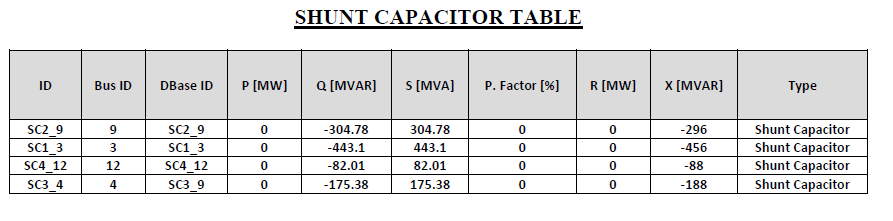 SHUNT CAPACITOR TABLE
ID Bus ID DBase ID P [MW] Q [MVAR] S [MVA] P. Factor [%] R [MW] X [MVAR] Type
SC2_9 9 SC2_9 0 -304.78 304.78 0 0 -296 Shunt Capacitor
SC1_3 3 SC1_3 0 -443.1 443.1 0 0 -456 Shunt Capacitor
SC4_12 12 SC4_12 0 -82.01 82.01 0 0 -88 Shunt Capacitor
SC3_4 4 SC3_9 0 -175.38 175.38 0 0 -188 Shunt Capacitor